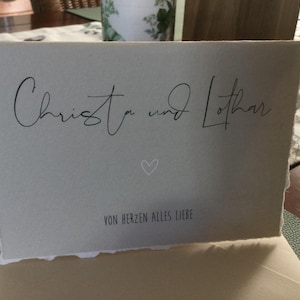 Christa und Lothar
VON HERZEN ALLES LIEBE